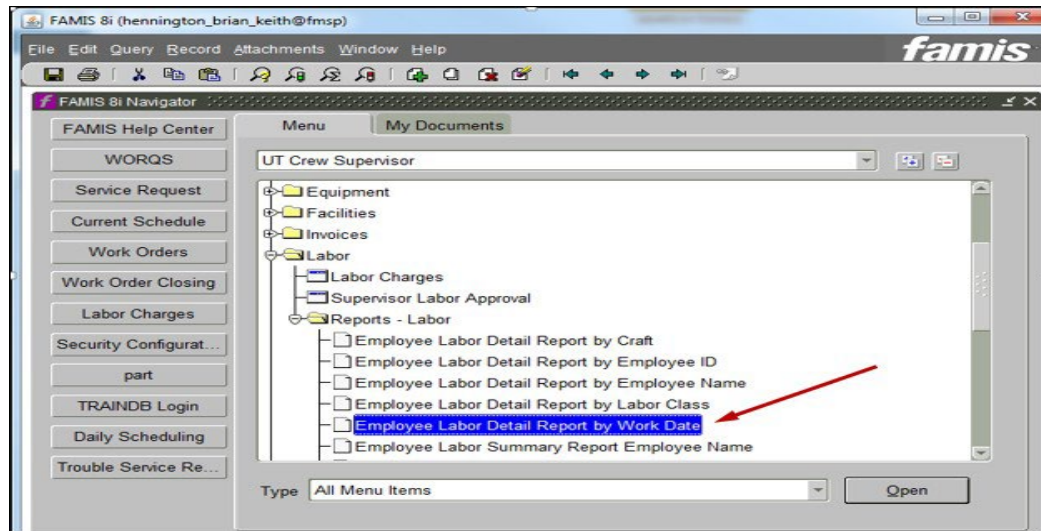 FAMIS 8i (hennington_brian_keith@fmsp)
File Edit Query Record Attachments Window Help
famis
FAMIS 8i Navigator
FAMIS Help Center
WORQS
Service Request
Current Schedule
Work Orders
Work Order Closing
Labor Charges
Security Configurat...
part
TRAINDB Login
Daily Scheduling
Trouble Service Re...
Menu My Documents
UT Crew Supervisor
Equipment
Facilities
Invoices
Labor
Labor Charges
Supervisor Labor Approval
Reports - Labor
Employee Labor Detail Report by Craft
Employee Labor Detail Report by Employee ID
Employee Labor Detail Report by Employee Name
Employee Labor Detail Report by Labor Class
Employee Labor Detail Report by Work Date
Employee Labor Summary Report Employee Name
Type All Menu Items Open